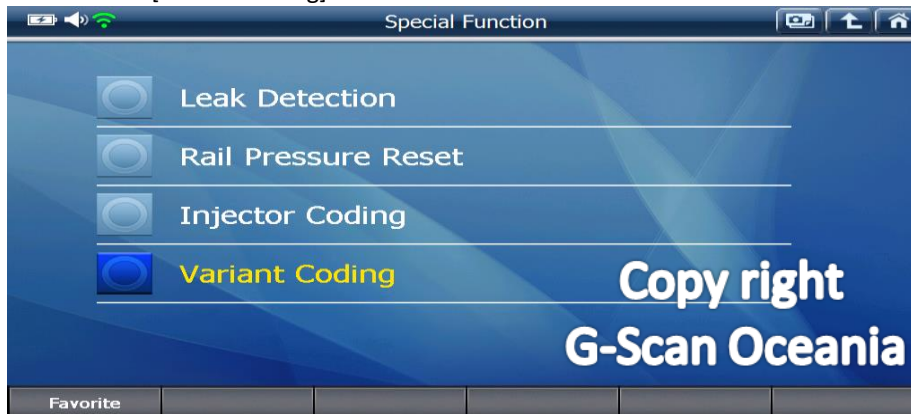 Special Function
Leak Detection
Rail Pressure Reset
Injector Coding
Variant Coding
Copy right
G-Scan Oceania
Favorite